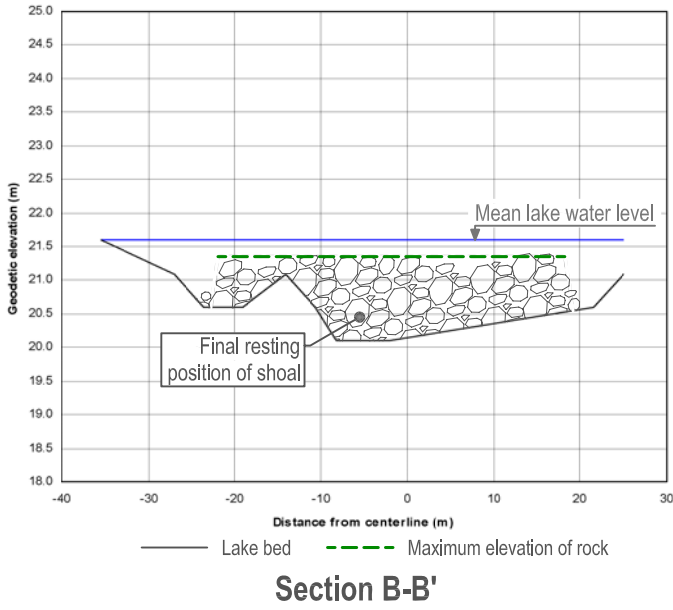 25.0
24.5
24.0
23.5
23.0
22.5
22.0
21.5
21.0
20.5
20.0
19.5
19.0
18.5
18.0
Geodetic elevation (m)
Mean lake water level
Final resting
position of shoal
-40 -30 -20 -10 0 10 20 30
Distance from centerline (m)
Lake bed Maximum elevation of rock
Section B-B'